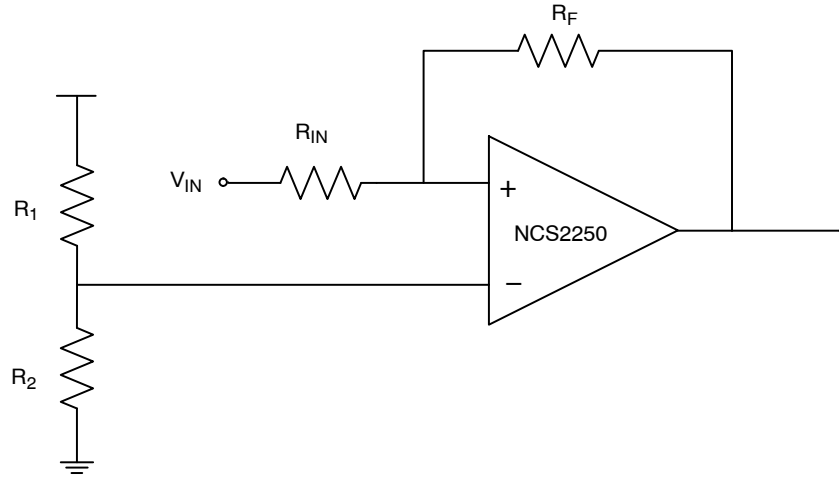 R_F
R_IN
V_IN
R_1
+
NCS2250
−
R_2